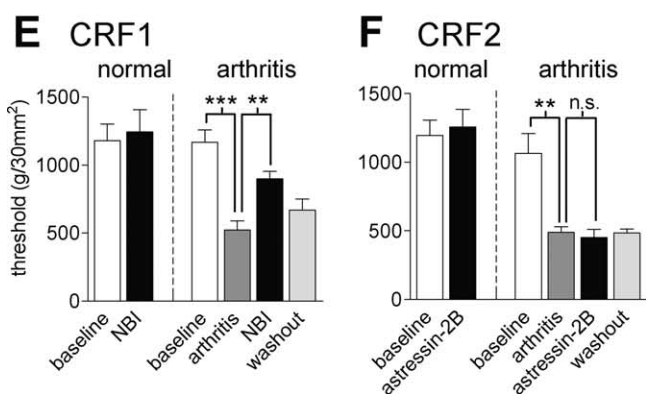 E CRF1
normal arthritis
threshold (g/30mm²)
1500
1000
500
0
*** **
baseline
NBI
baseline
arthritis
NBI
washout
F CRF2
normal arthritis
1500
1000
500
0
** n.s.
baseline
astressin-2B
baseline
arthritis
astressin-2B
washout